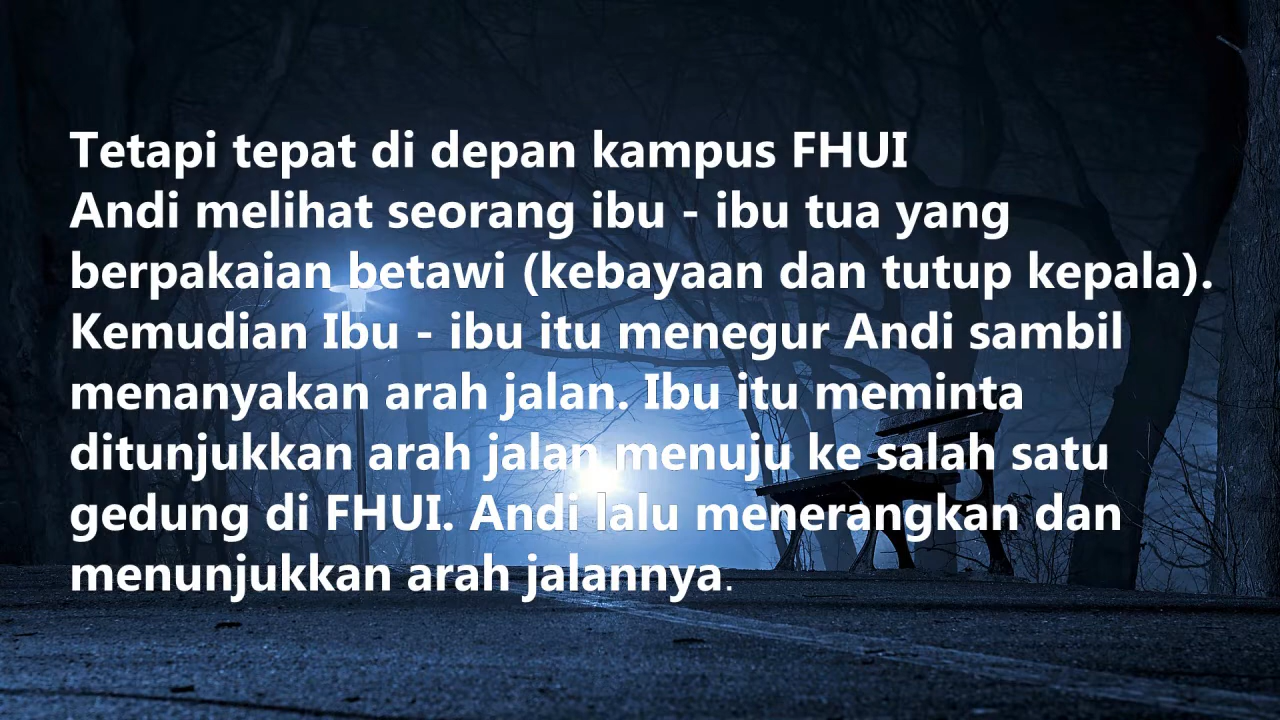 Tetapi tepat di depan kampus FHUI
Andi melihat seorang ibu - ibu tua yang
berpakaian betawi (kebayaan dan tutup kepala).
Kemudian Ibu - ibu itu menegur Andi sambil
menanyakan arah jalan. Ibu itu meminta
ditunjukkan arah jalan menuju ke salah satu
gedung di FHUI. Andi lalu menerangkan dan
menunjukkan arah jalannya.